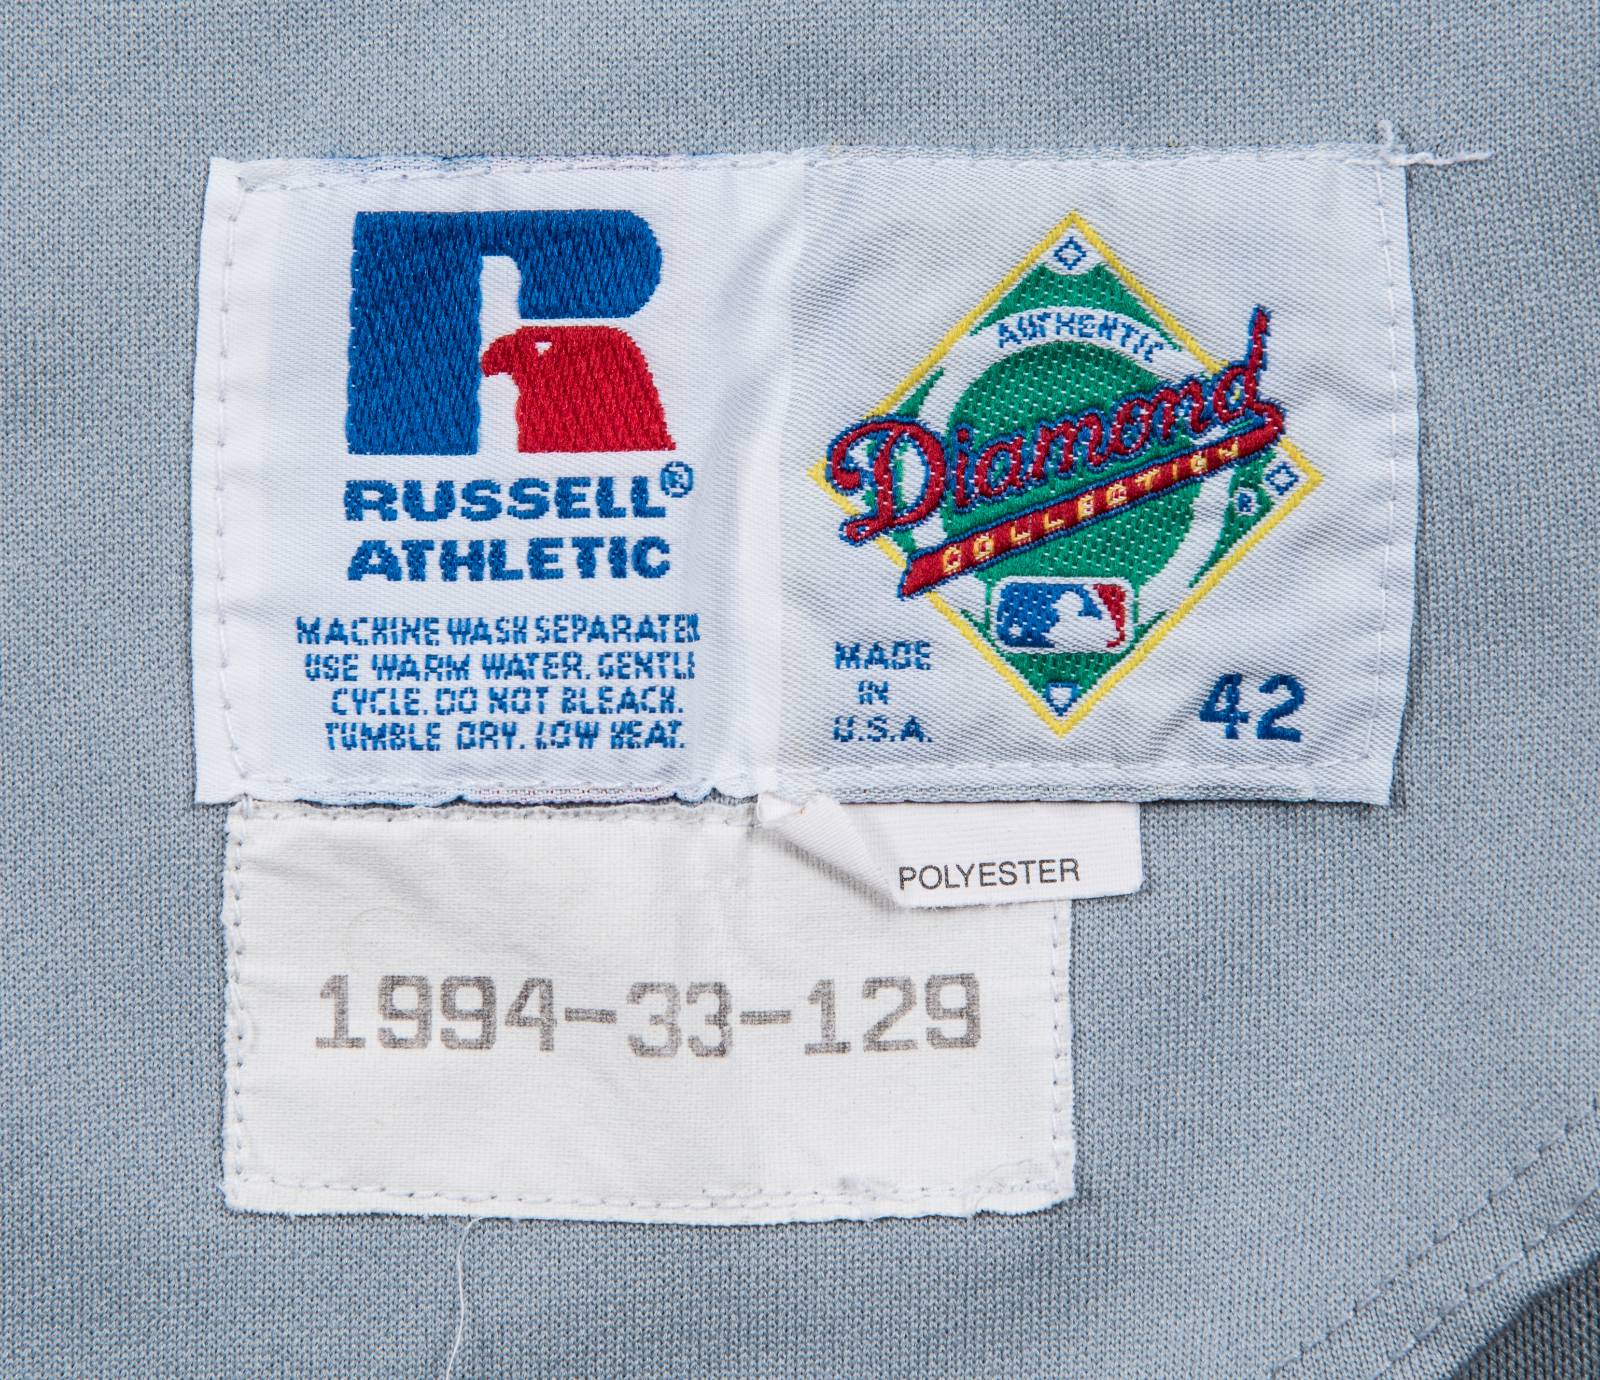 RUSSELL®
ATHLETIC
MACHINE WASH SEPARATELY.
USE WARM WATER. GENTLE
CYCLE. DO NOT BLEACH.
TUMBLE DRY. LOW HEAT.
AUTHENTIC
Diamond
COLLECTION
®
MADE
IN
U.S.A.
42
POLYESTER
1994-33-129